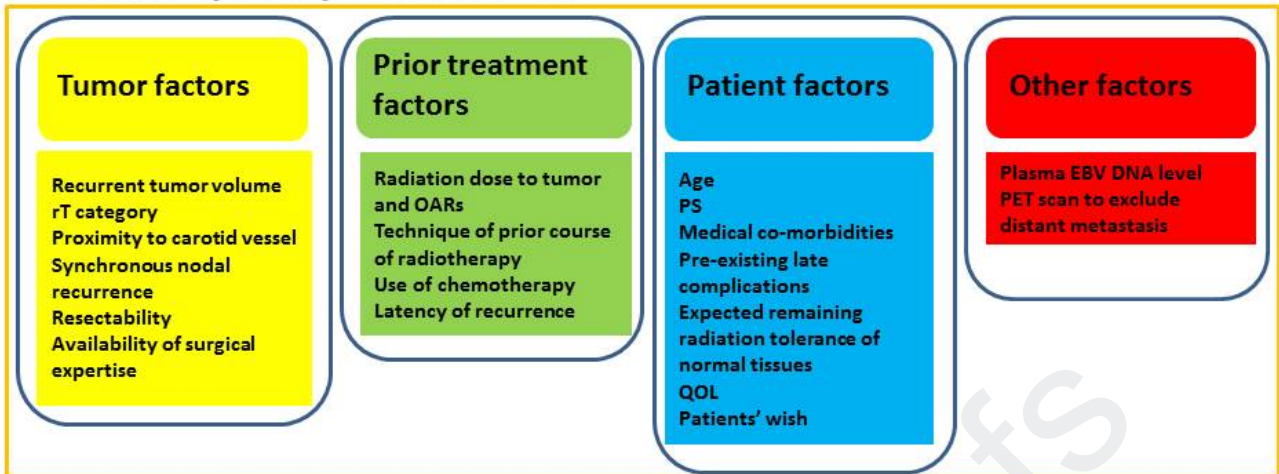 Tumor factors
Recurrent tumor volume
rT category
Proximity to carotid vessel
Synchronous nodal
recurrence
Resectability
Availability of surgical
expertise
Prior treatment
factors
Radiation dose to tumor
and OARs
Technique of prior course
of radiotherapy
Use of chemotherapy
Latency of recurrence
Patient factors
Age
PS
Medical co-morbidities
Pre-existing late
complications
Expected remaining
radiation tolerance of
normal tissues
QOL
Patients' wish
Other factors
Plasma EBV DNA level
PET scan to exclude
distant metastasis